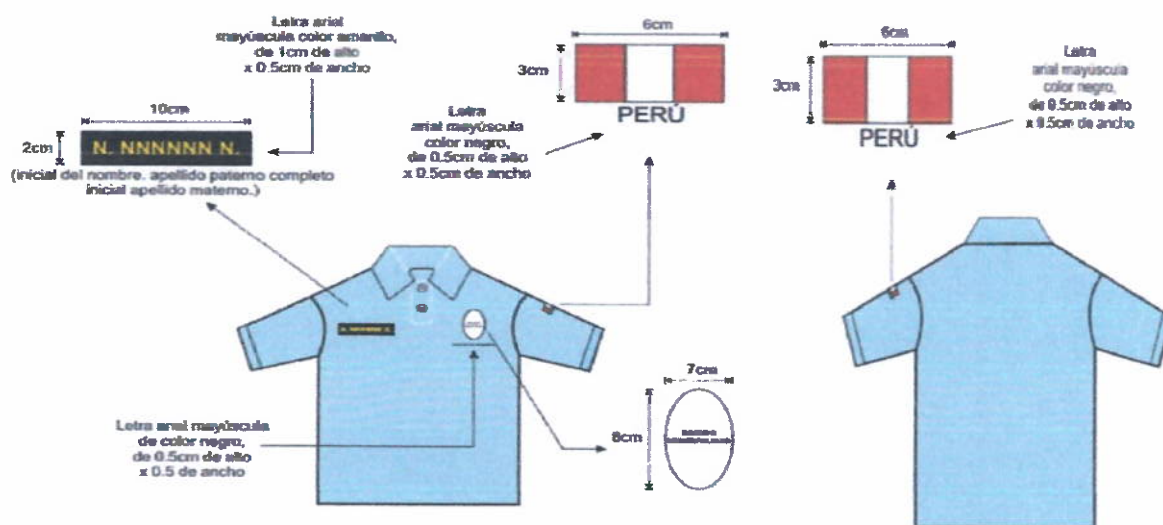 Letra arial
mayúscula color amarillo,
de 1cm de alto
x 0.5cm de ancho
10cm
2cm
N. NNNNNN N.
(inicial del nombre. apellido paterno completo
inicial apellido materno.)
6cm
3cm
PERÚ
Letra
arial mayúscula
color negro,
de 0.5cm de alto
x 0.5cm de ancho
6cm
3cm
PERÚ
Letra
arial mayúscula
color negro,
de 0.5cm de alto
x 0.5cm de ancho
N. NNNNNN N.
Letra arial mayúscula
de color negro,
de 0.5cm de alto
x 0.5 de ancho
7cm
8cm